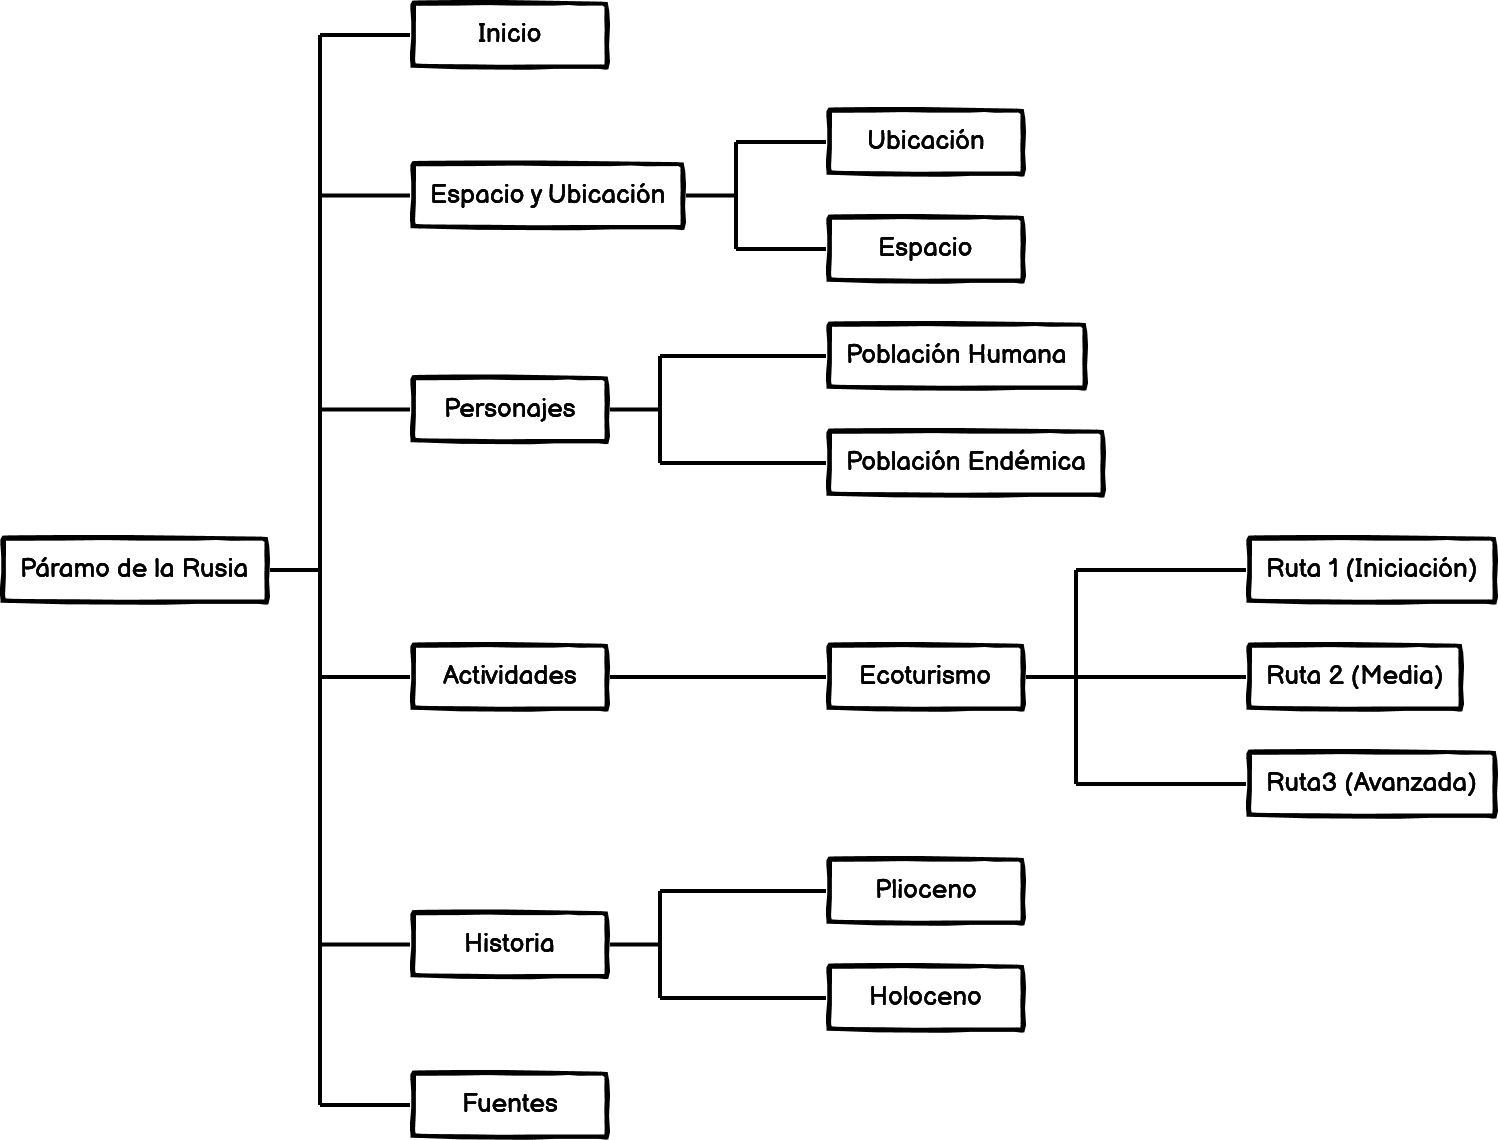 Inicio
Ubicación
Espacio y Ubicación
Espacio
Población Humana
Personajes
Población Endémica
Páramo de la Rusia
Ruta 1 (Iniciación)
Actividades
Ecoturismo
Ruta 2 (Media)
Ruta3 (Avanzada)
Plioceno
Historia
Holoceno
Fuentes